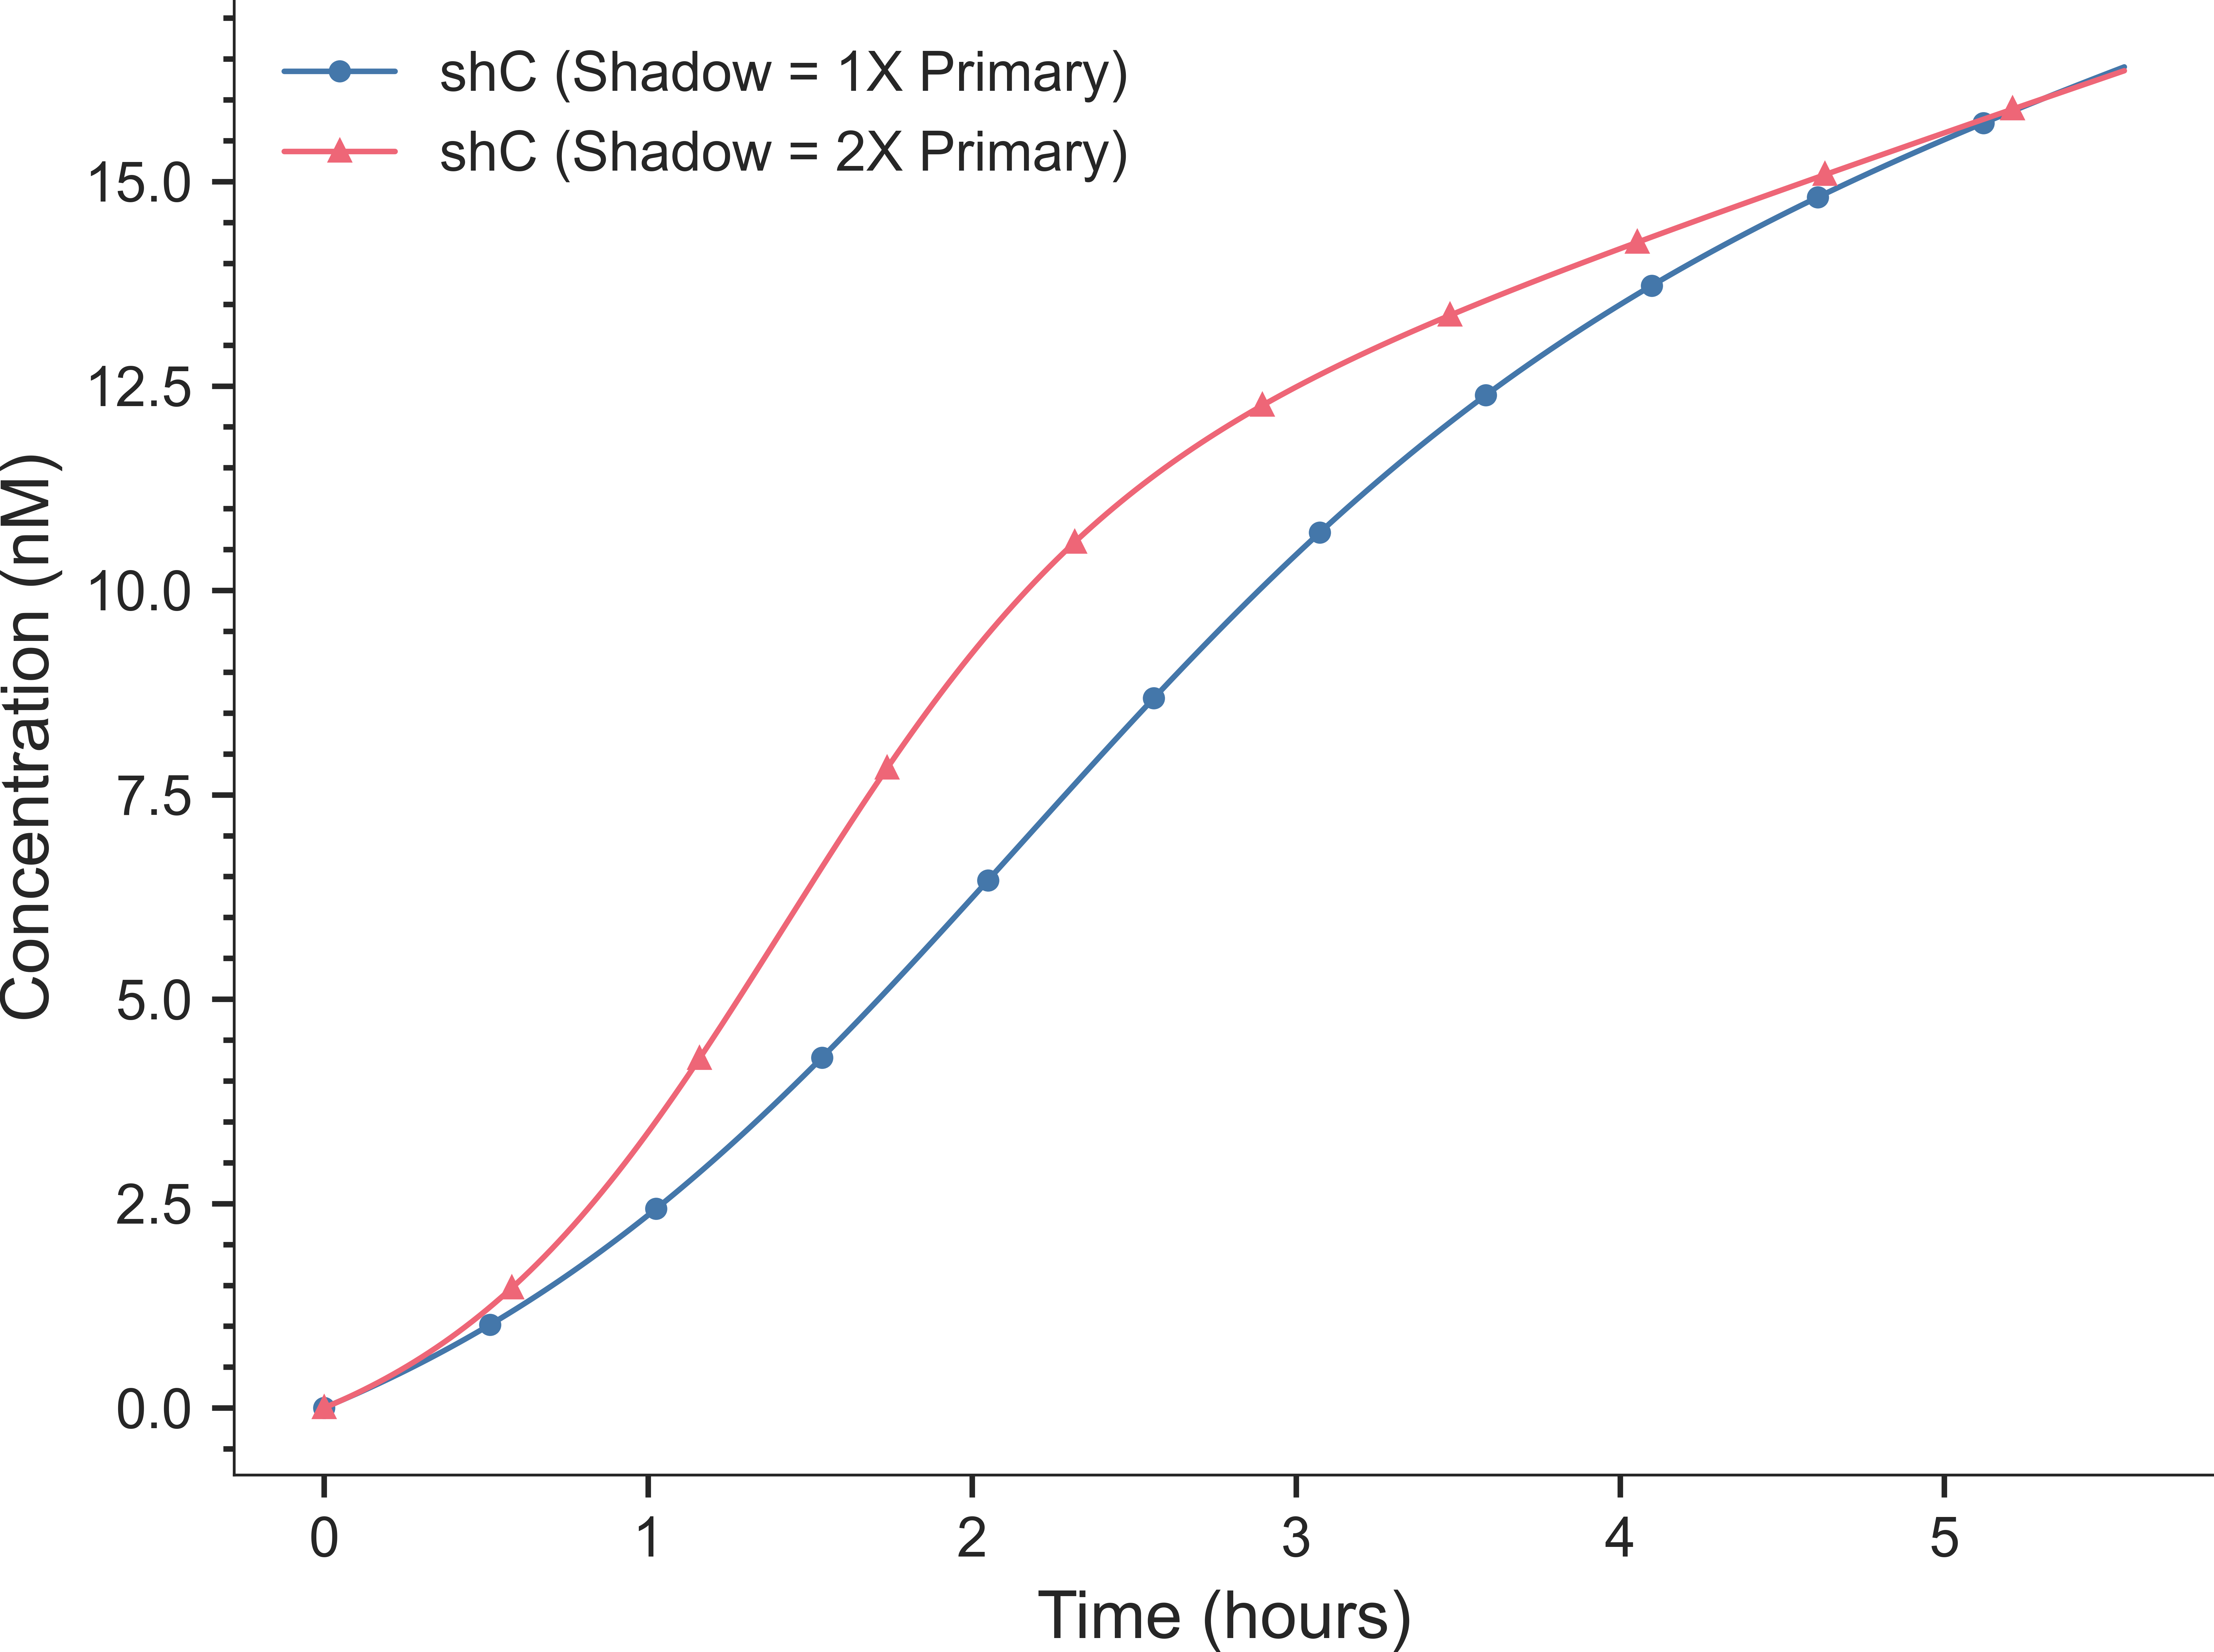 shC (Shadow = 1X Primary)
shC (Shadow = 2X Primary)
Concentration (nM)
15.0
12.5
10.0
7.5
5.0
2.5
0.0
0 1 2 3 4 5
Time (hours)